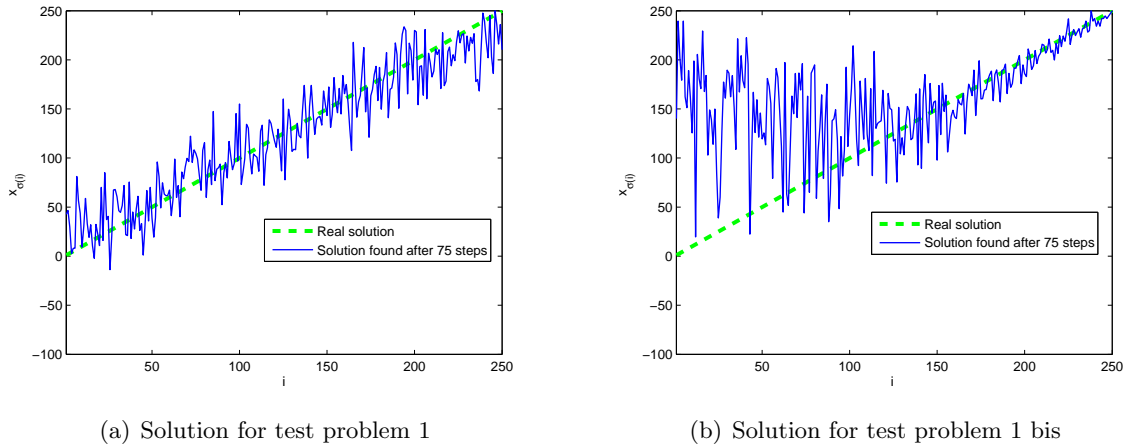 250
200
150
100
50
0
−50
−100
x_σ(i)
50
100
150
200
250
i
Real solution
Solution found after 75 steps
(a) Solution for test problem 1
250
200
150
100
50
0
−50
−100
x_σ(i)
50
100
150
200
250
i
Real solution
Solution found after 75 steps
(b) Solution for test problem 1 bis